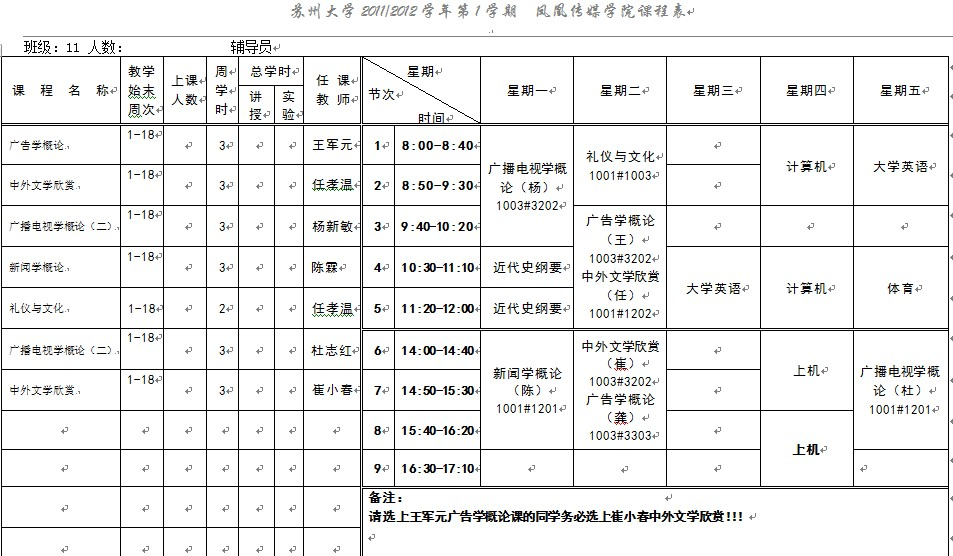 苏州大学2011/2012学年第1学期 凤凰传媒学院课程表
班级：11 人数： 辅导员
课程名称 教学始末周次 上课人数 周学时 总学时 讲授 实验 任课教师 星期 节次 时间 星期一 星期二 星期三 星期四 星期五
广告学概论 1-18 3 王军元 1 8:00-8:40
中外文学欣赏 1-18 3 任孝温 2 8:50-9:30
广播电视学概论（二） 1-18 3 杨新敏 3 9:40-10:20
新闻学概论 1-18 3 陈霖 4 10:30-11:10 近代史纲要
礼仪与文化 1-18 2 任孝温 5 11:20-12:00 近代史纲要
广播电视学概论（二） 1-18 3 杜志红 6 14:00-14:40
中外文学欣赏 1-18 3 崔小春 7 14:50-15:30
8 15:40-16:20
9 16:30-17:10
广播电视学概
论（杨）
1003#3202
新闻学概论
（陈）
1001#1201
礼仪与文化
1001#1003
广告学概论
（王）
1003#3202
中外文学欣赏
（任）
1001#1202
中外文学欣赏
（崔）
1003#3202
广告学概论
（龚）
1003#3303
大学英语
计算机
计算机
上机
上机
大学英语
体育
广播电视学概
论（杜）
1001#1201
备注：
请选上王军元广告学概论课的同学务必选上崔小春中外文学欣赏!!!